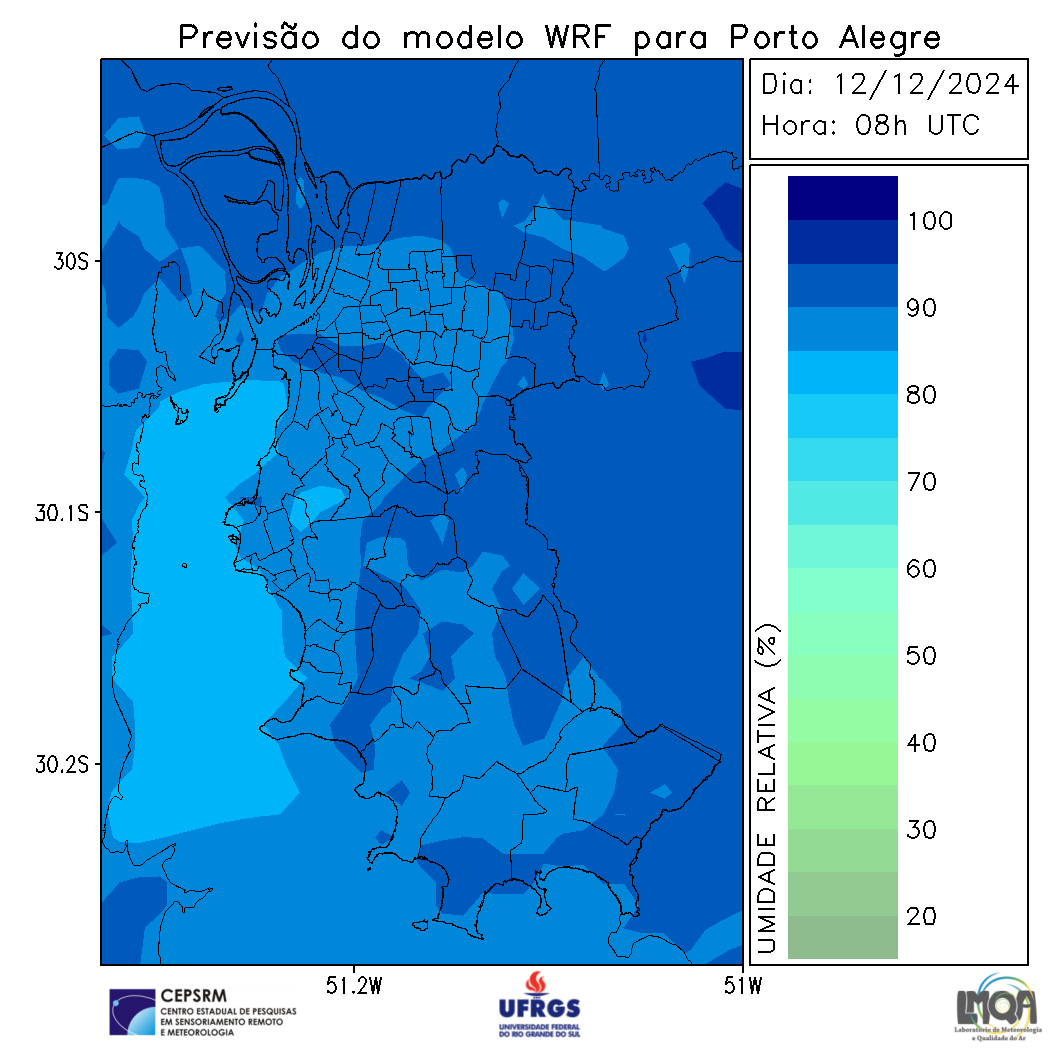 Previsão do modelo WRF para Porto Alegre
Dia: 12/12/2024
Hora: 08h UTC
100
90
80
70
60
50
40
30
20
UMIDADE RELATIVA (%)
30S
30.1S
30.2S
51.2W
51W
CEPSRM
CENTRO ESTADUAL DE PESQUISAS
EM SENSORIAMENTO REMOTO
E METEOROLOGIA
UFRGS
UNIVERSIDADE FEDERAL
DO RIO GRANDE DO SUL
LMQA
Laboratório de Meteorologia
e Qualidade do Ar